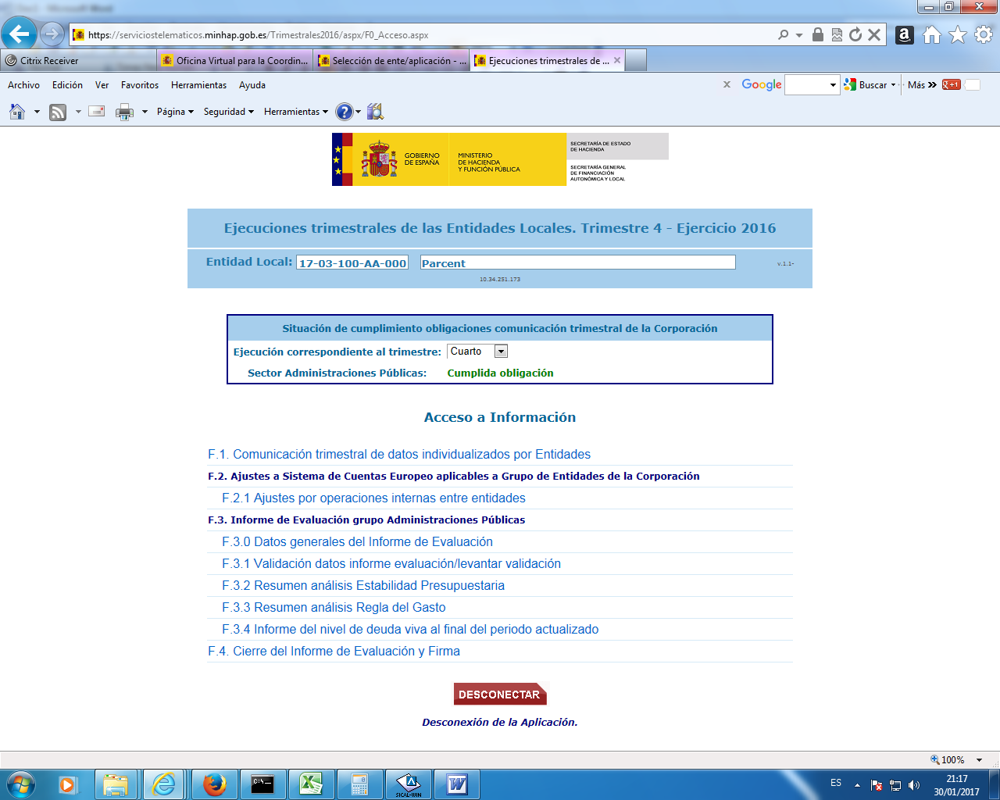 https://serviciostelematicos.minhap.gob.es/Trimestrales2016/aspx/F0_Acceso.aspx
Citrix Receiver
Oficina Virtual para la Coordin...
Selección de ente/aplicación - ...
Ejecuciones trimestrales de ...
Archivo Edición Ver Favoritos Herramientas Ayuda
Google Buscar Más
Página Seguridad Herramientas
GOBIERNO DE ESPAÑA
MINISTERIO DE HACIENDA Y FUNCIÓN PÚBLICA
SECRETARÍA DE ESTADO DE HACIENDA
SECRETARÍA GENERAL DE FINANCIACIÓN AUTONÓMICA Y LOCAL
Ejecuciones trimestrales de las Entidades Locales. Trimestre 4 - Ejercicio 2016
Entidad Local: 17-03-100-AA-000 Parcent v.1.1-
10.34.251.173
Situación de cumplimiento obligaciones comunicación trimestral de la Corporación
Ejecución correspondiente al trimestre: Cuarto
Sector Administraciones Públicas: Cumplida obligación
Acceso a Información
F.1. Comunicación trimestral de datos individualizados por Entidades
F.2. Ajustes a Sistema de Cuentas Europeo aplicables a Grupo de Entidades de la Corporación
F.2.1 Ajustes por operaciones internas entre entidades
F.3. Informe de Evaluación grupo Administraciones Públicas
F.3.0 Datos generales del Informe de Evaluación
F.3.1 Validación datos informe evaluación/levantar validación
F.3.2 Resumen análisis Estabilidad Presupuestaria
F.3.3 Resumen análisis Regla del Gasto
F.3.4 Informe del nivel de deuda viva al final del periodo actualizado
F.4. Cierre del Informe de Evaluación y Firma
DESCONECTAR
Desconexión de la Aplicación.
100%
SICAL-WIN
ES
21:17
30/01/2017